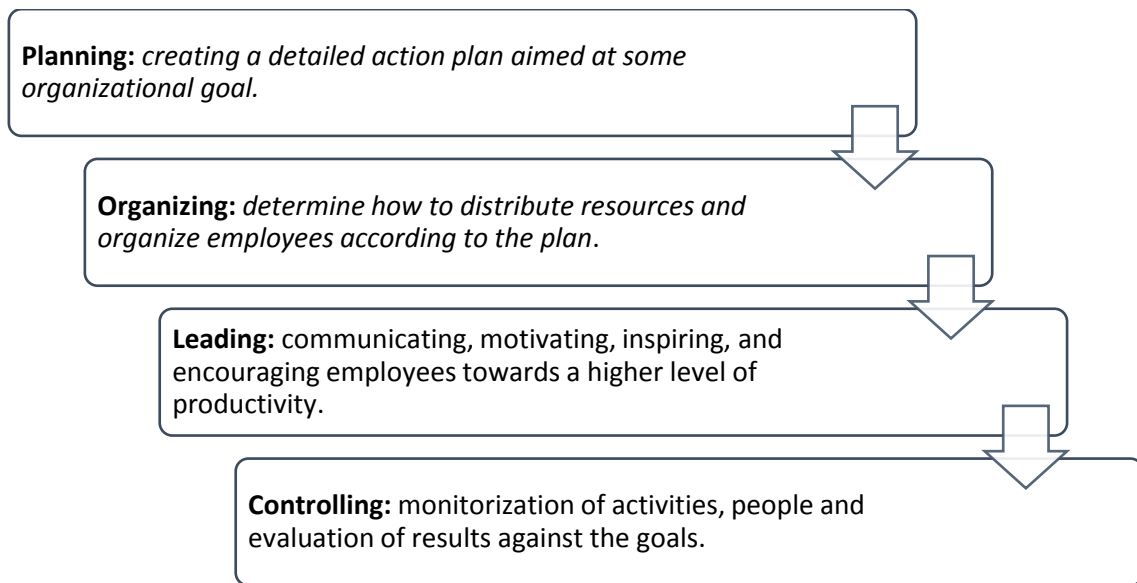 Planning: creating a detailed action plan aimed at some
organizational goal.
Organizing: determine how to distribute resources and
organize employees according to the plan.
Leading: communicating, motivating, inspiring, and
encouraging employees towards a higher level of
productivity.
Controlling: monitorization of activities, people and
evaluation of results against the goals.